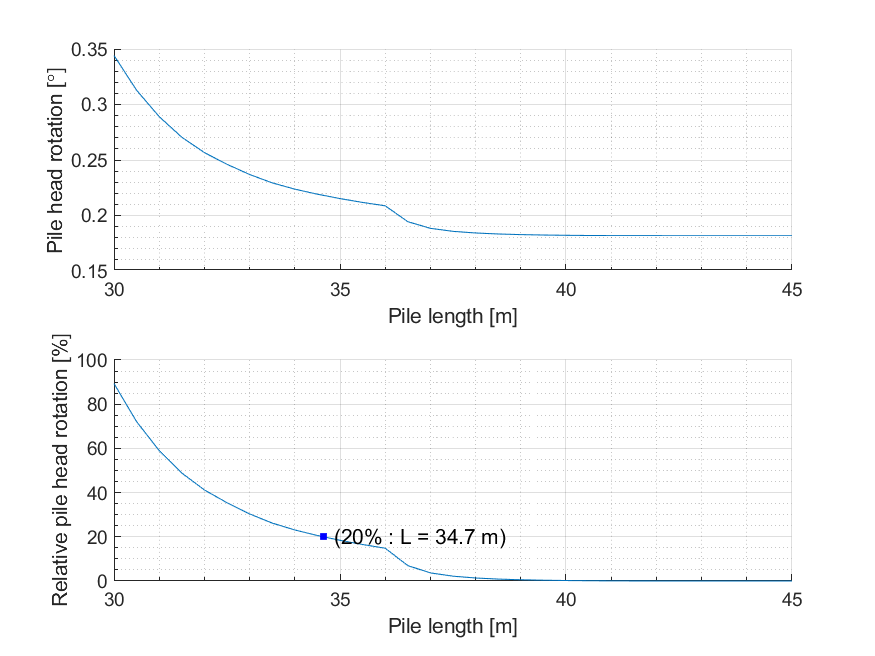 Pile head rotation [°]
0.35
0.3
0.25
0.2
0.15
30 35 40 45
Pile length [m]
Relative pile head rotation [%]
100
80
60
40
20
0
(20% : L = 34.7 m)
30 35 40 45
Pile length [m]